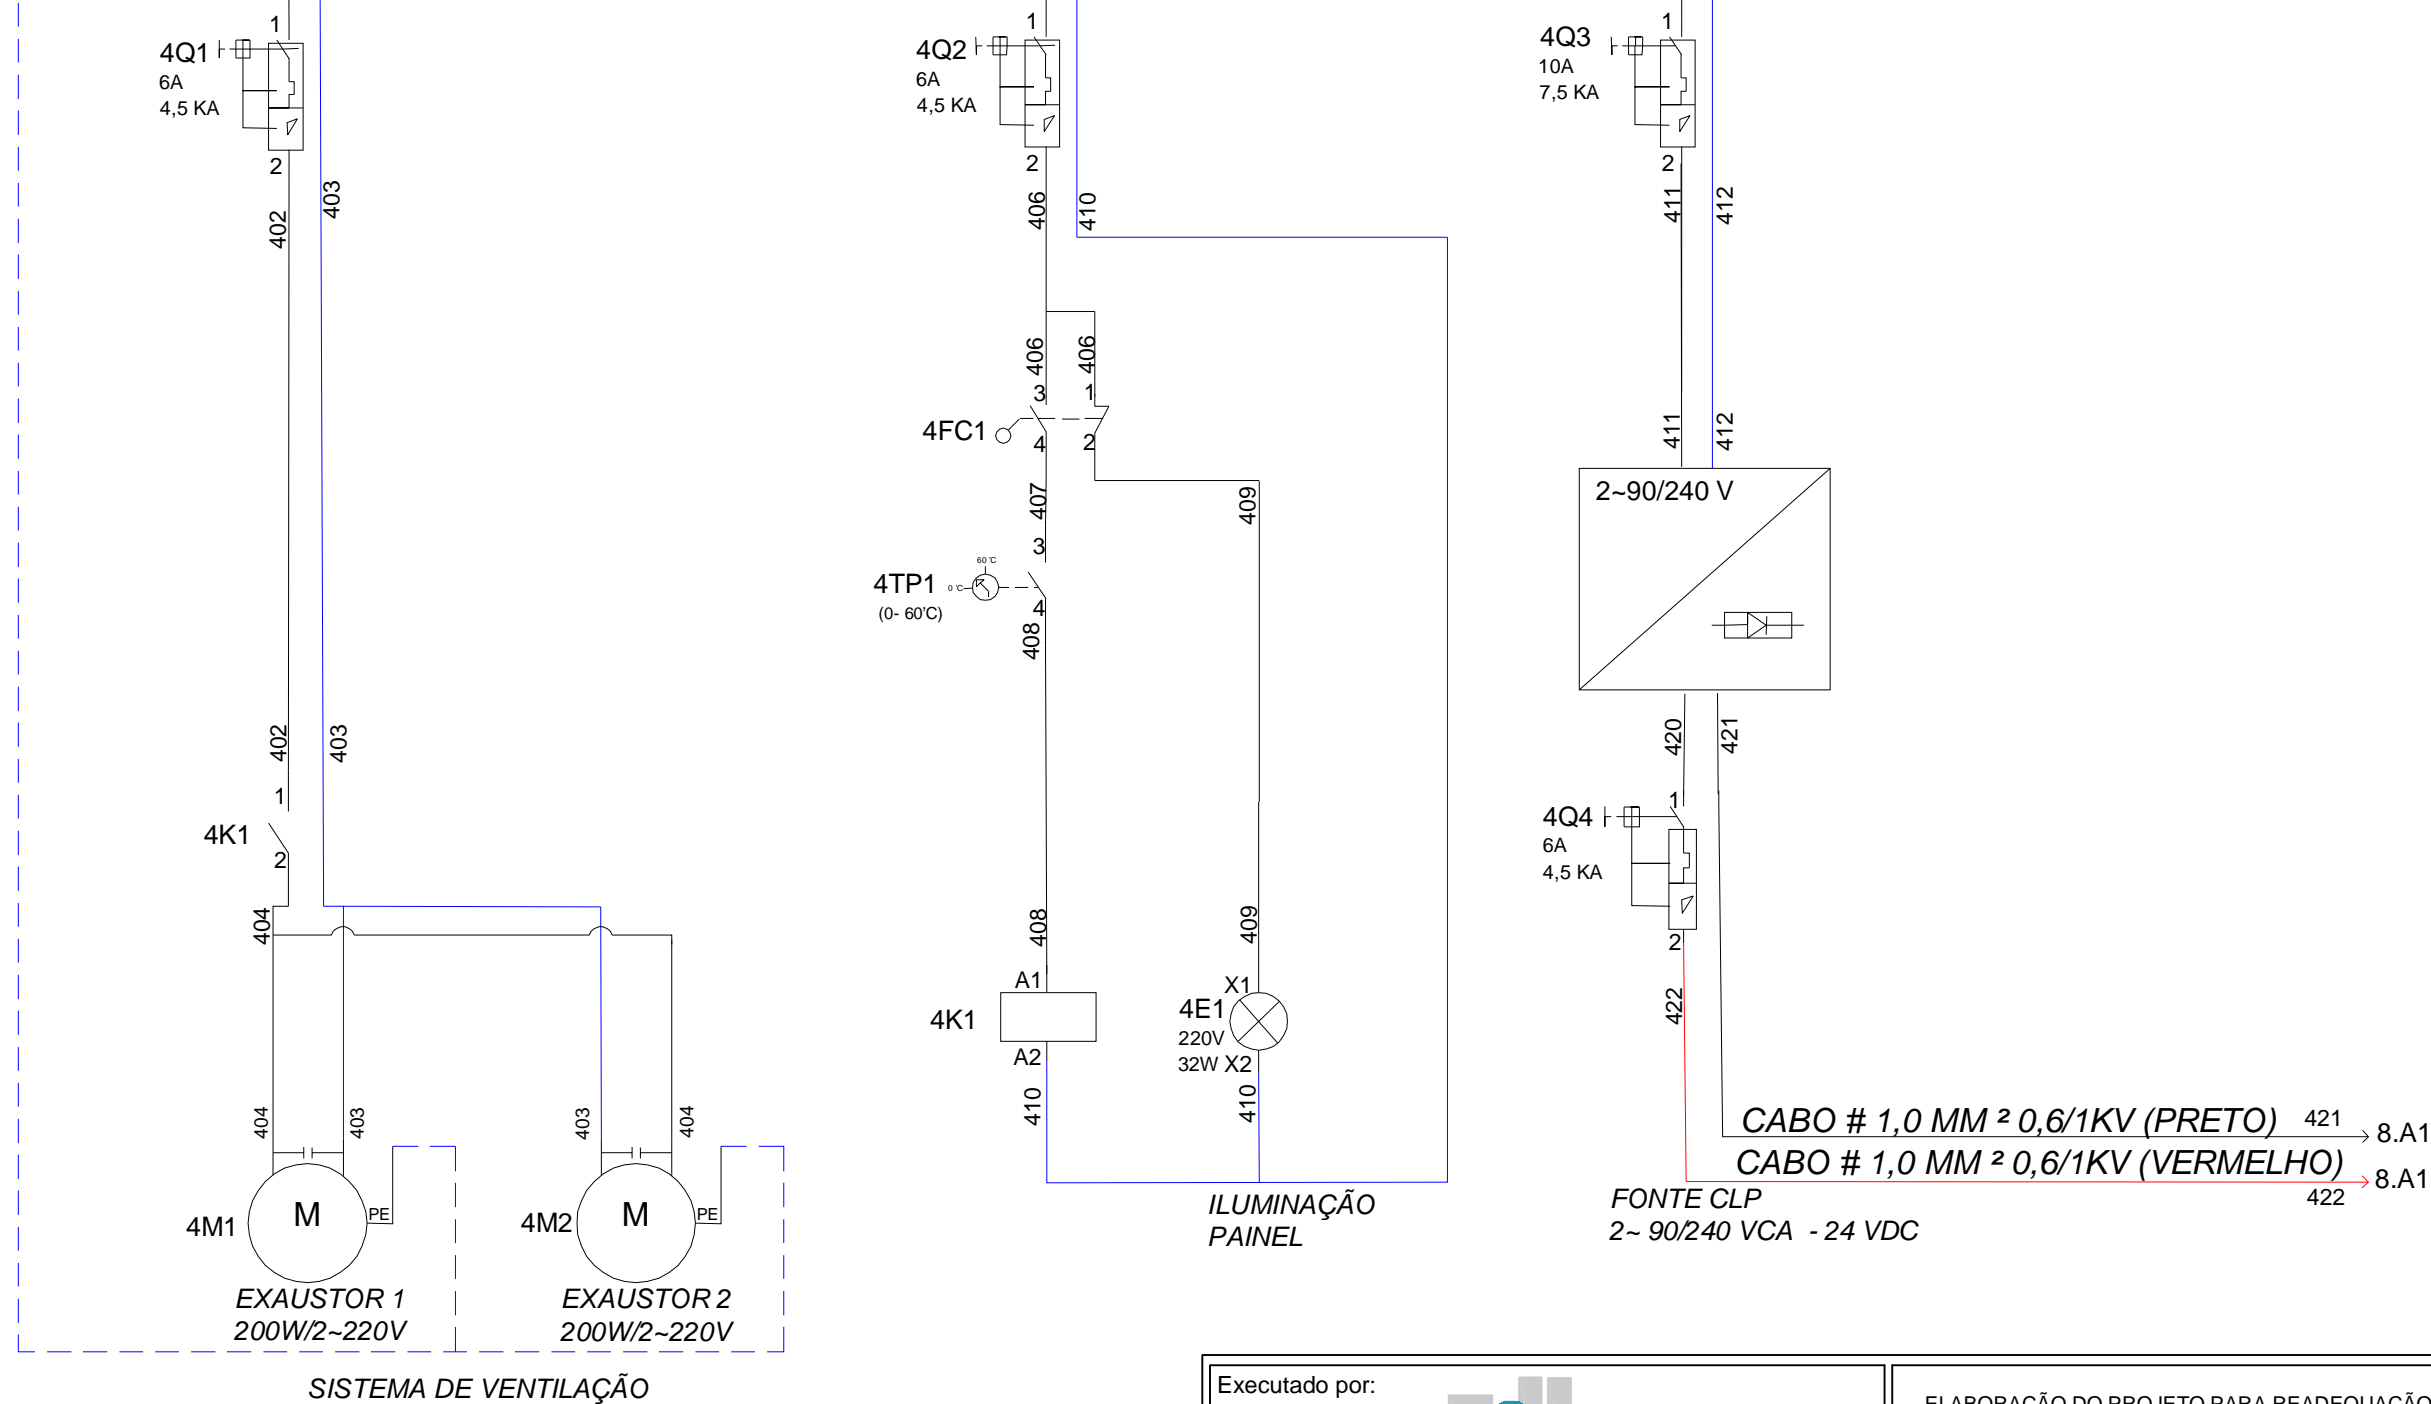 1
4Q1
6A
4,5 KA
2
403
402
402
403
1
4K1
2
404
404
403
403
404
M
PE
4M1
M
PE
4M2
EXAUSTOR 1
200W/2~220V
EXAUSTOR 2
200W/2~220V
SISTEMA DE VENTILAÇÃO
1
4Q2
6A
4,5 KA
2
406
410
406
406
3
1
4FC1
4
2
407
409
3
60°C
4TP1
0°C
(0- 60'C)
4
408
408
409
A1
X1
4K1
4E1
220V
A2
32W X2
410
410
ILUMINAÇÃO
PAINEL
1
4Q3
10A
7,5 KA
2
411
412
411
412
2~90/240 V
420
421
1
4Q4
6A
4,5 KA
2
422
CABO # 1,0 MM ² 0,6/1KV (PRETO) 421 8.A1
CABO # 1,0 MM ² 0,6/1KV (VERMELHO) 8.A1
422
FONTE CLP
2~ 90/240 VCA - 24 VDC
Executado por:
ELABORAÇÃO DO PROJETO PARA READEQUAÇÃO